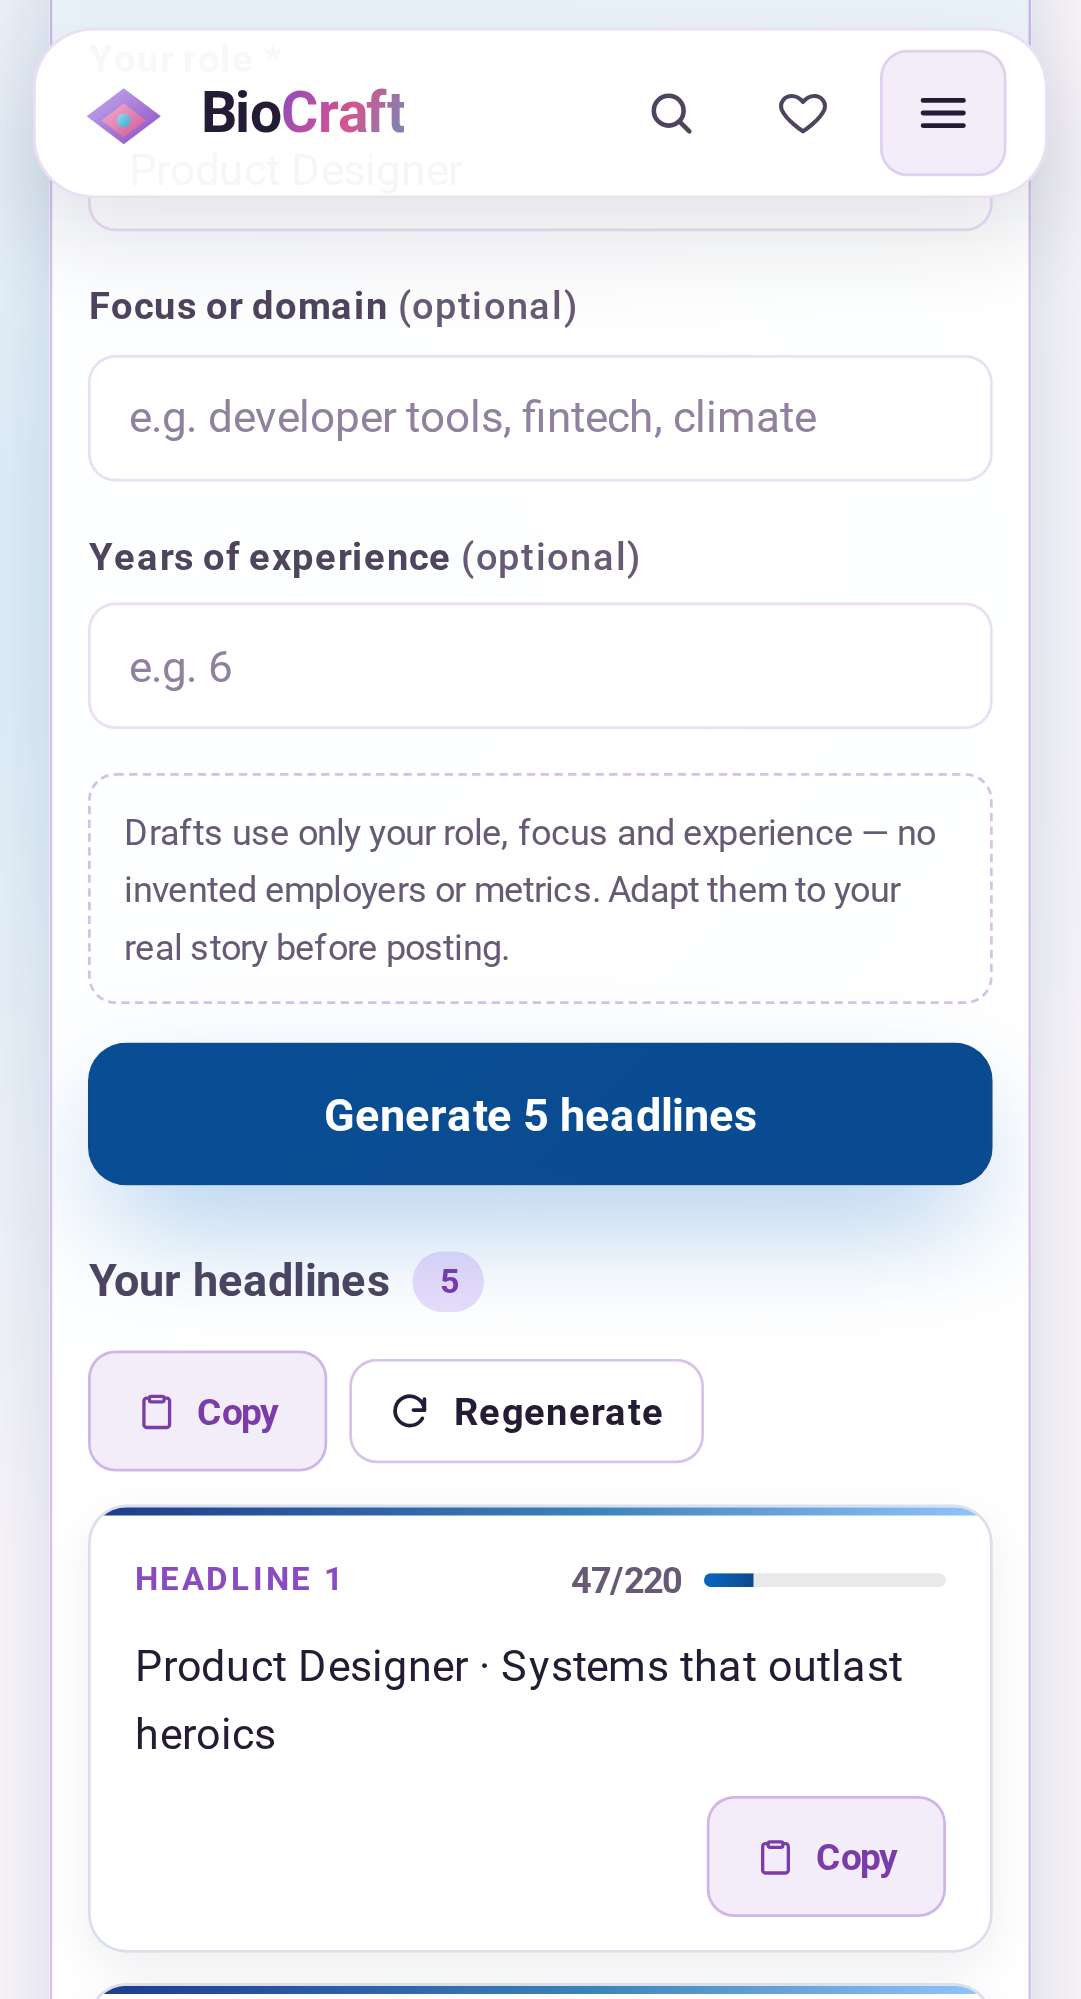 Your role *
BioCraft
Product Designer
Focus or domain (optional)
e.g. developer tools, fintech, climate
Years of experience (optional)
e.g. 6
Drafts use only your role, focus and experience — no
invented employers or metrics. Adapt them to your
real story before posting.
Generate 5 headlines
Your headlines 5
Copy Regenerate
HEADLINE 1 47/220
Product Designer · Systems that outlast
heroics
Copy